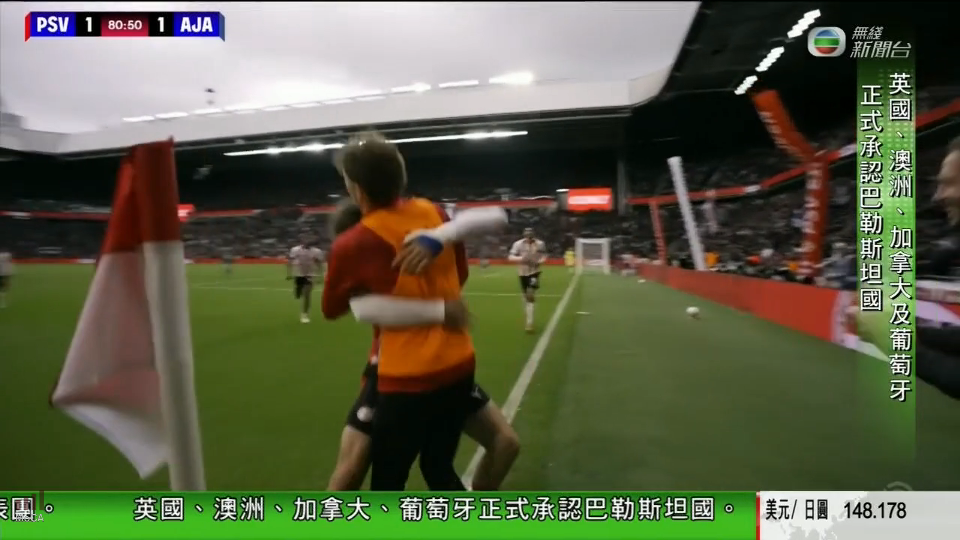 PSV 1 80:50 1 AJA
無綫
新聞台
英國、澳洲、加拿大及葡萄牙
正式承認巴勒斯坦國
團。 英國、澳洲、加拿大、葡萄牙正式承認巴勒斯坦國。
美元/日圓 148.178